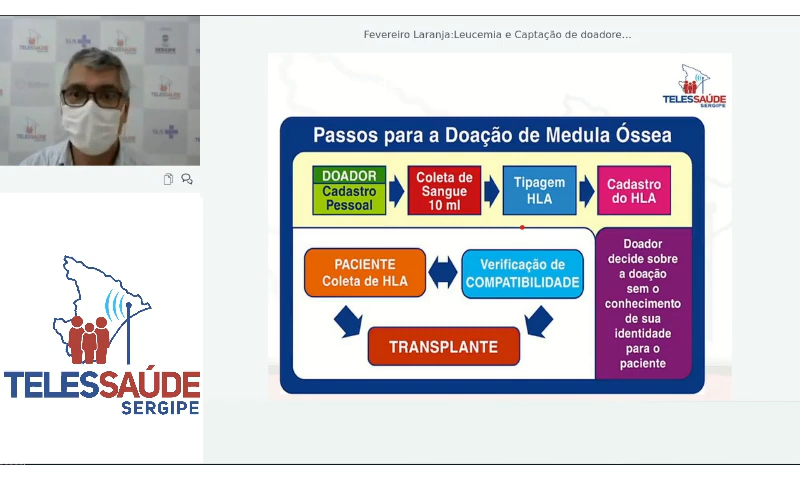 Fevereiro Laranja:Leucemia e Captação de doadore...
TELESSAÚDE
SERGIPE
Passos para a Doação de Medula Óssea
DOADOR
Cadastro
Pessoal
Coleta de
Sangue
10 ml
Tipagem
HLA
Cadastro
do HLA
PACIENTE
Coleta de HLA
Verificação de
COMPATIBILIDADE
TRANSPLANTE
Doador
decide sobre
a doação
sem o
conhecimento
de sua
identidade
para o
paciente
TELESSAÚDE
SERGIPE